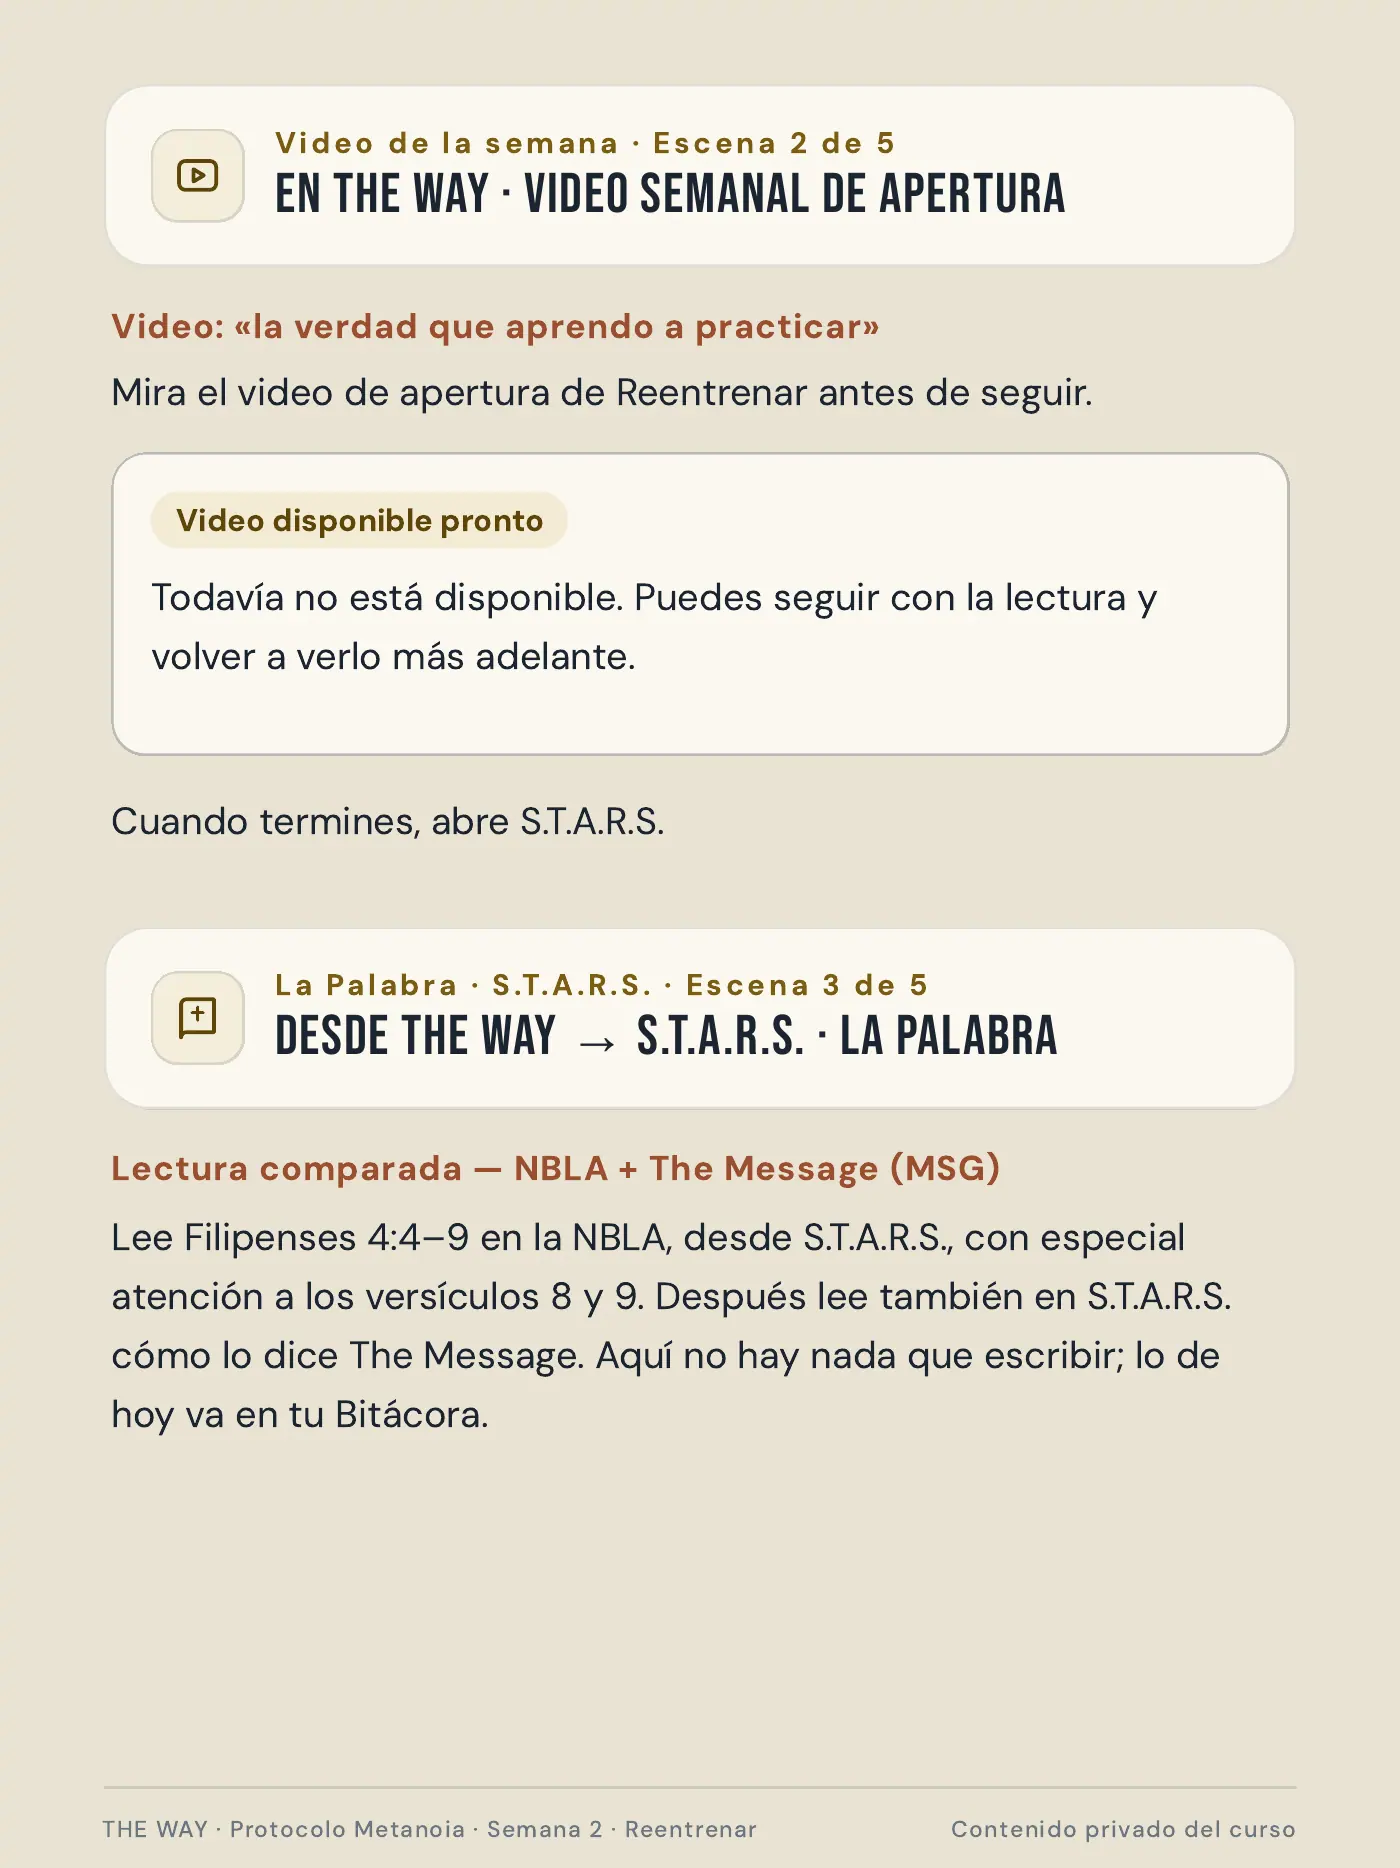 Video de la semana · Escena 2 de 5
EN THE WAY · VIDEO SEMANAL DE APERTURA
Video: «la verdad que aprendo a practicar»
Mira el video de apertura de Reentrenar antes de seguir.
Video disponible pronto
Todavía no está disponible. Puedes seguir con la lectura y
volver a verlo más adelante.
Cuando termines, abre S.T.A.R.S.
La Palabra · S.T.A.R.S. · Escena 3 de 5
DESDE THE WAY → S.T.A.R.S. · LA PALABRA
Lectura comparada — NBLA + The Message (MSG)
Lee Filipenses 4:4–9 en la NBLA, desde S.T.A.R.S., con especial
atención a los versículos 8 y 9. Después lee también en S.T.A.R.S.
cómo lo dice The Message. Aquí no hay nada que escribir; lo de
hoy va en tu Bitácora.
THE WAY · Protocolo Metanoia · Semana 2 · Reentrenar
Contenido privado del curso